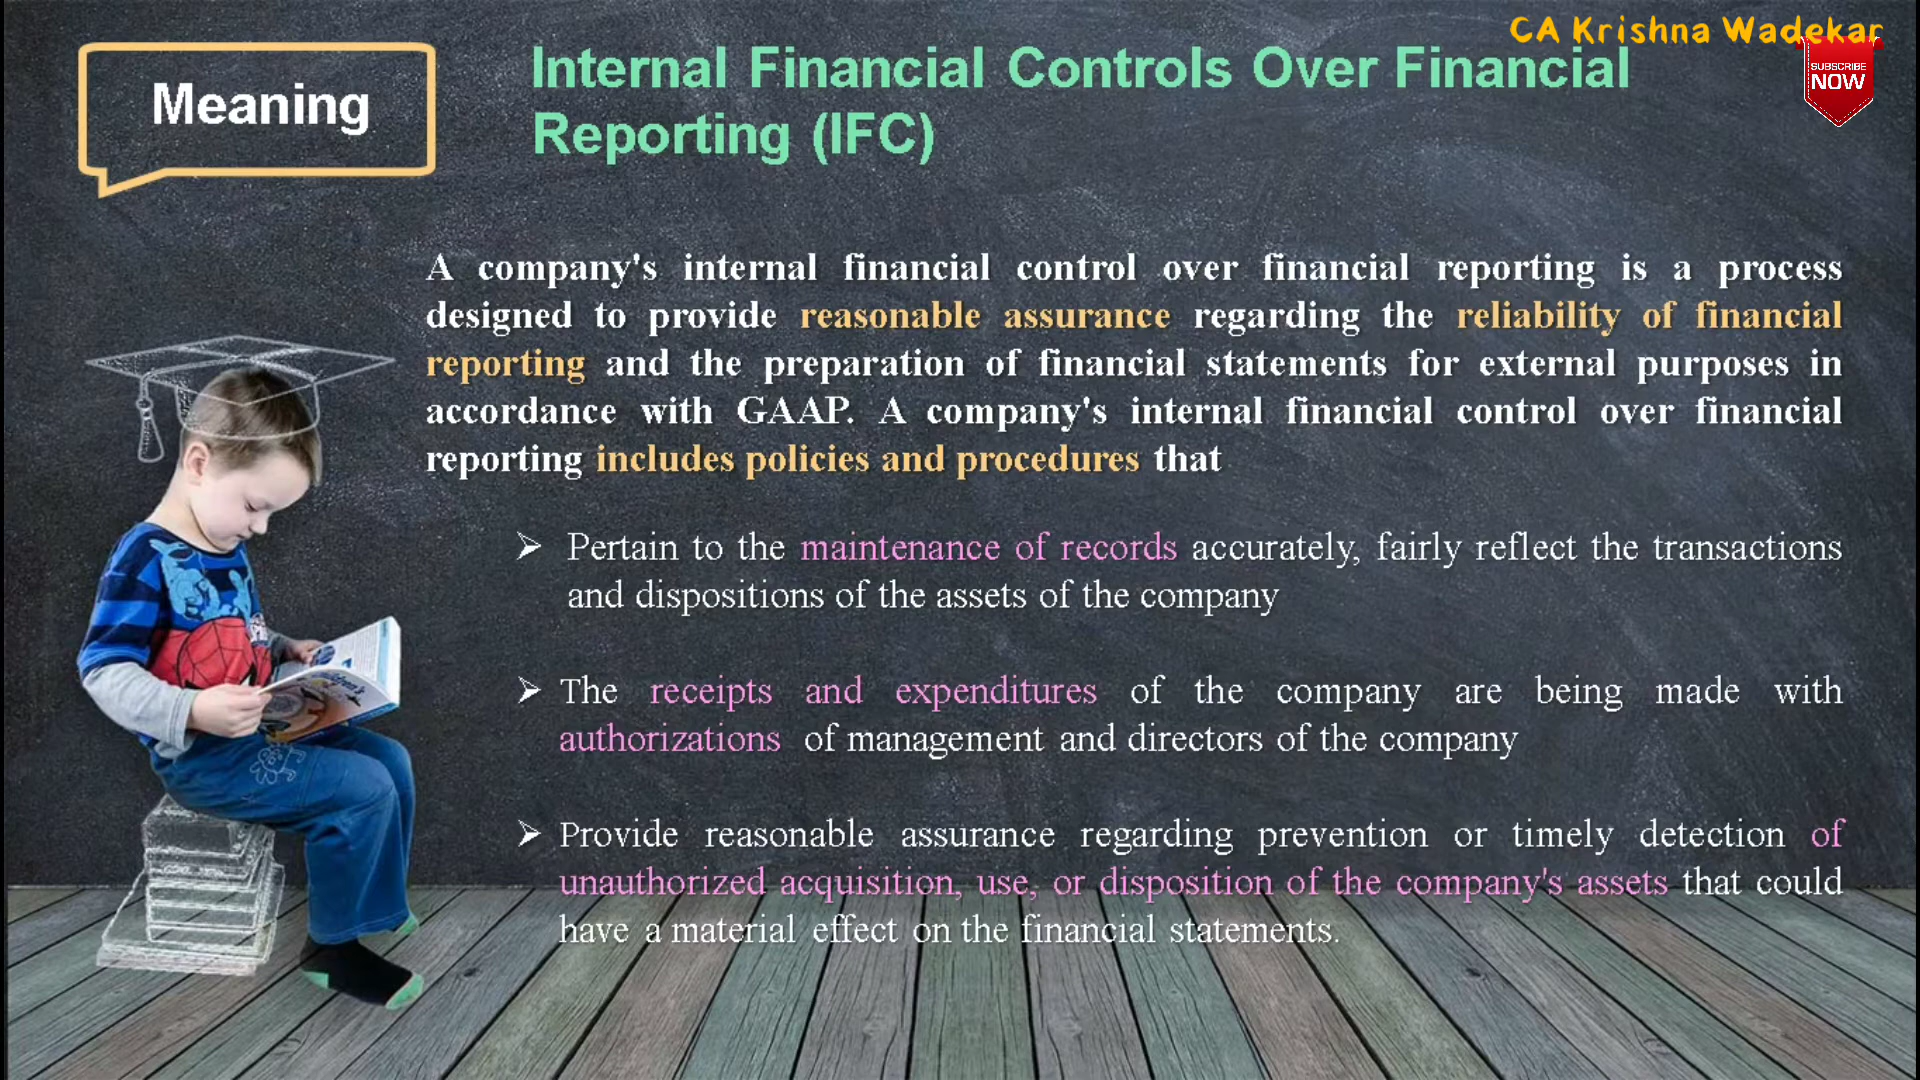 CA Krishna Wadekar
SUBSCRIBE
NOW
Meaning
Internal Financial Controls Over Financial
Reporting (IFC)
A company's internal financial control over financial reporting is a process
designed to provide reasonable assurance regarding the reliability of financial
reporting and the preparation of financial statements for external purposes in
accordance with GAAP. A company's internal financial control over financial
reporting includes policies and procedures that
➢ Pertain to the maintenance of records accurately, fairly reflect the transactions
and dispositions of the assets of the company
➢ The receipts and expenditures of the company are being made with
authorizations of management and directors of the company
➢ Provide reasonable assurance regarding prevention or timely detection of
unauthorized acquisition, use, or disposition of the company's assets that could
have a material effect on the financial statements.